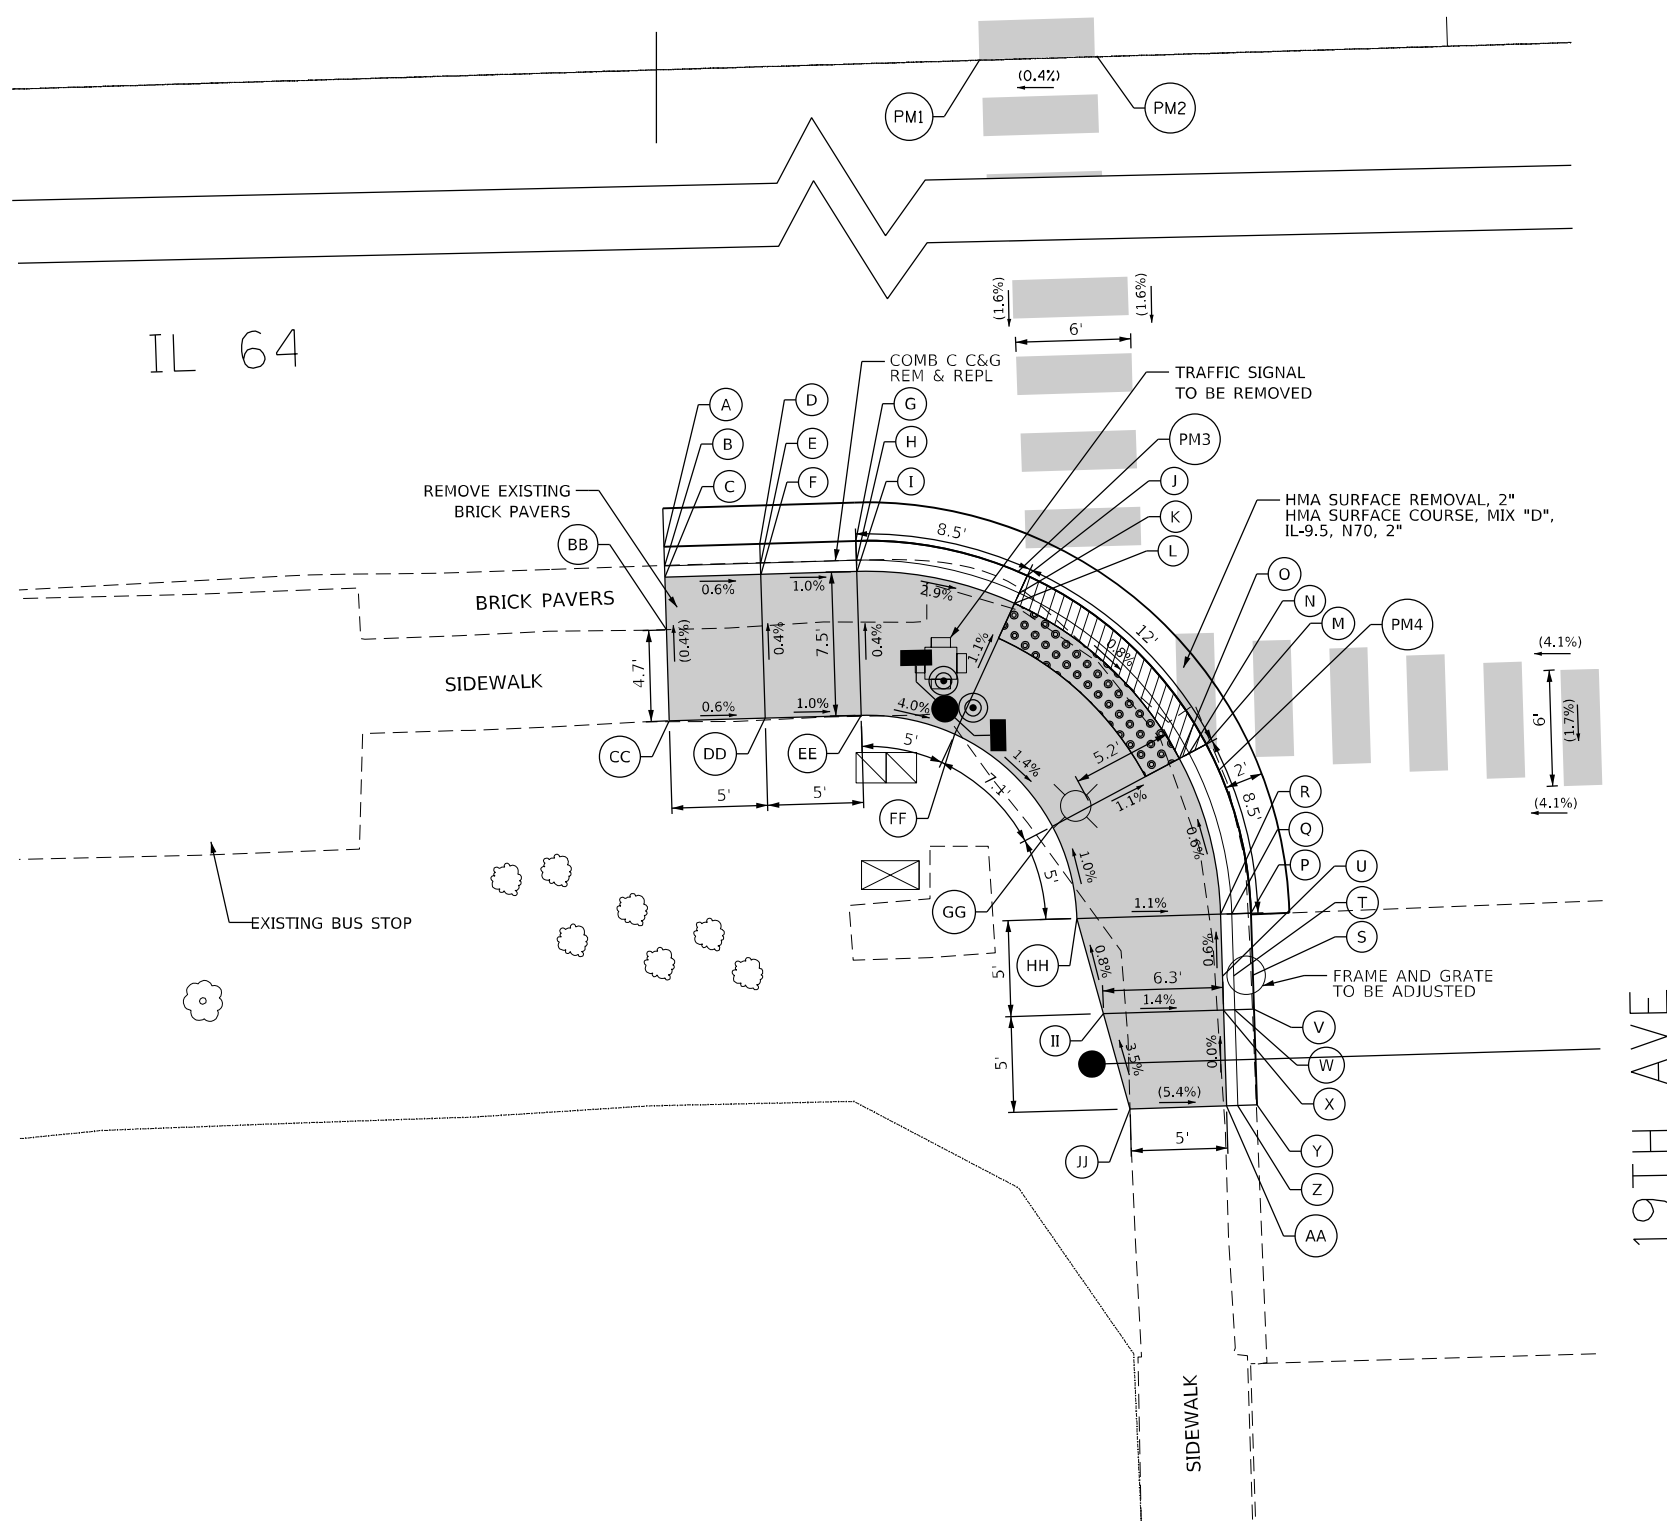 (0.4%)
PM1
PM2
IL 64
(1.6%)
(1.6%)
6'
COMB C C&G
REM & REPL
TRAFFIC SIGNAL
TO BE REMOVED
A
D
G
B
E
H
PM3
C
F
I
J
K
L
REMOVE EXISTING
BRICK PAVERS
BB
8.5'
HMA SURFACE REMOVAL, 2"
HMA SURFACE COURSE, MIX "D",
IL-9.5, N70, 2"
O
N
M
PM4
BRICK PAVERS
0.6%
1.0%
2.9%
12'
(0.4%)
0.4%
7.5'
0.4%
1.1%
0.8%
(4.1%)
4.7'
SIDEWALK
0.6%
1.0%
4.0%
6'
(1.7%)
CC
DD
EE
5'
1.4%
5.2'
2'
(4.1%)
5'
5'
7.1'
1.1%
8.5'
R
FF
0.6%
Q
1.0%
P
U
5'
GG
1.1%
T
EXISTING BUS STOP
S
HH
5'
0.8%
0.6%
6.3'
1.4%
FRAME AND GRATE
TO BE ADJUSTED
II
V
5'
3.5%
0.0%
W
(5.4%)
X
JJ
5'
Y
Z
AA
19TH AVE
SIDEWALK